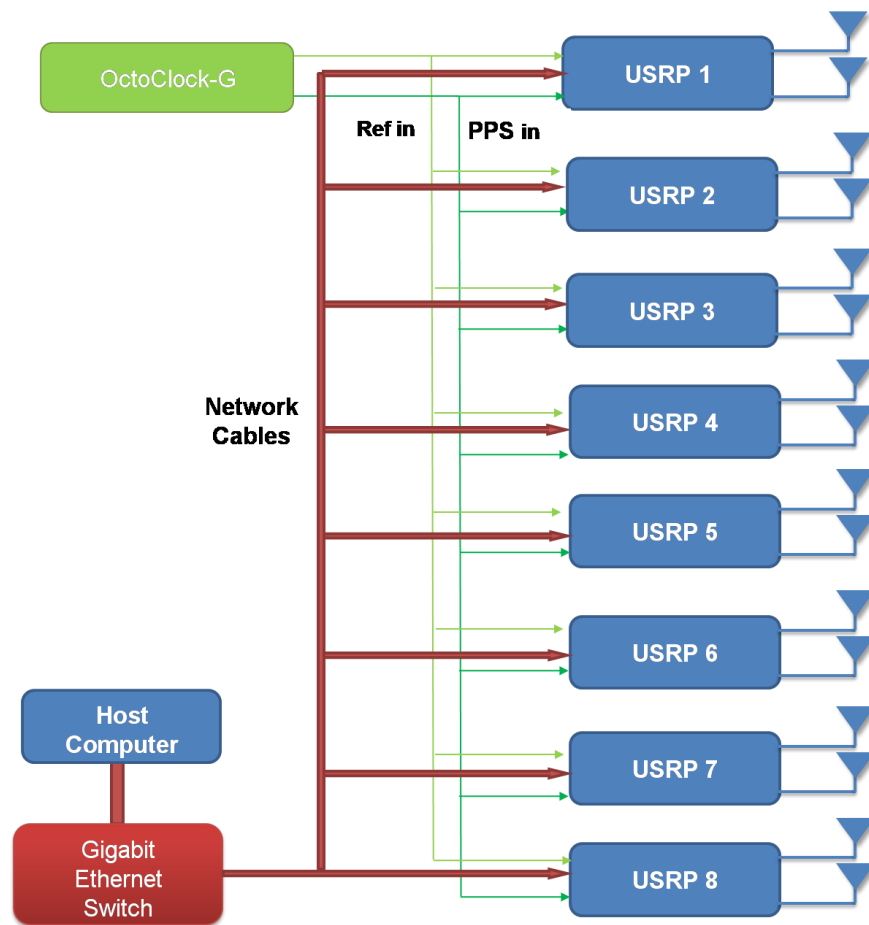 OctoClock-G
USRP 1
Ref in
PPS in
USRP 2
USRP 3
Network
Cables
USRP 4
USRP 5
USRP 6
Host
Computer
USRP 7
Gigabit
Ethernet
Switch
USRP 8